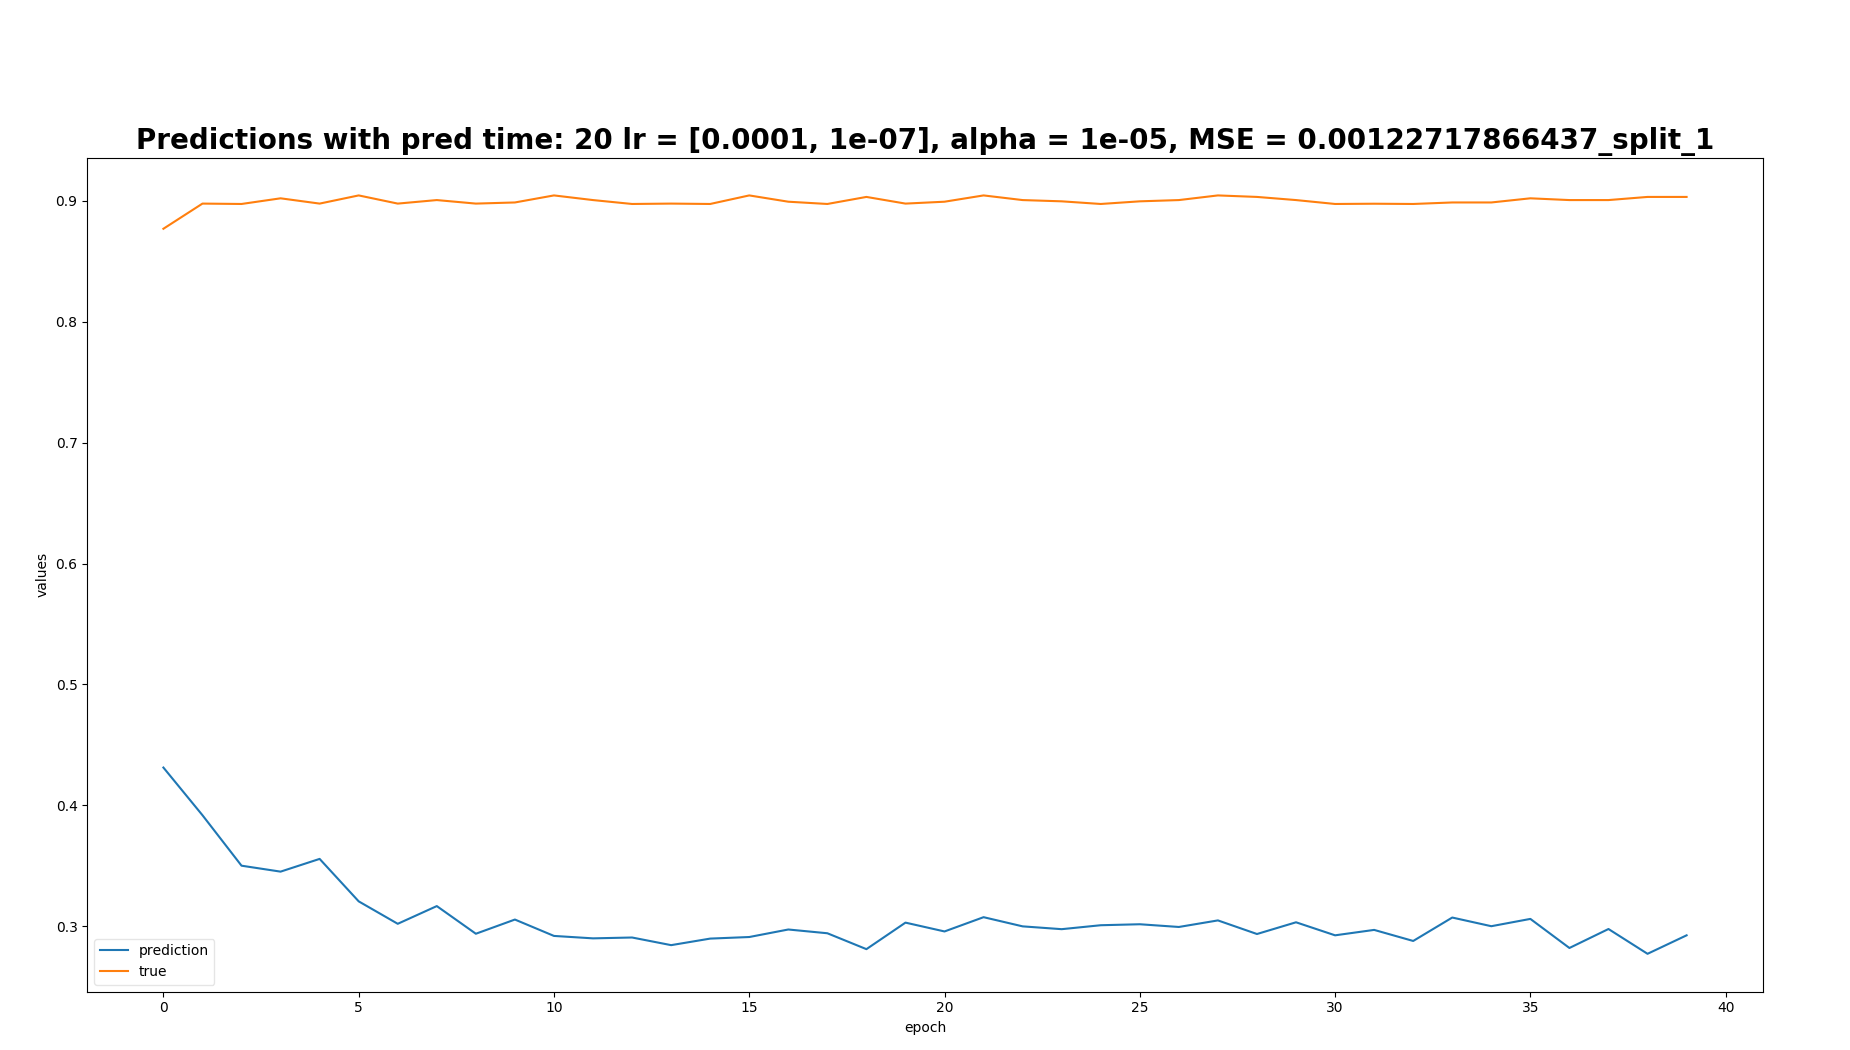 Predictions with pred time: 20 lr = [0.0001, 1e-07], alpha = 1e-05, MSE = 0.00122717866437_split_1
0.9
0.8
0.7
0.6
0.5
0.4
0.3
values
prediction
true
0 5 10 15 20 25 30 35 40
epoch